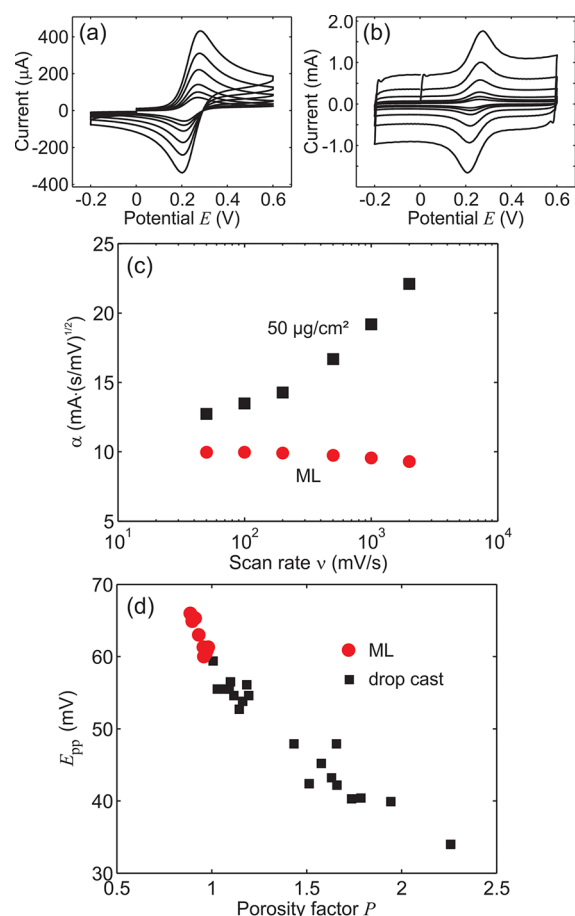 (a)
Current (µA)
400
200
0
-200
-400
-0.2 0 0.2 0.4 0.6
Potential E (V)
(b)
Current (mA)
2.0
1.0
0.0
-1.0
-0.2 0 0.2 0.4 0.6
Potential E (V)
(c)
α (mA·(s/mV)^1/2)
25
20
15
10
5
50 µg/cm²
ML
10^1 10^2 10^3 10^4
Scan rate ν (mV/s)
(d)
E_pp (mV)
70
60
50
40
30
ML
drop cast
0.5 1 1.5 2 2.5
Porosity factor P